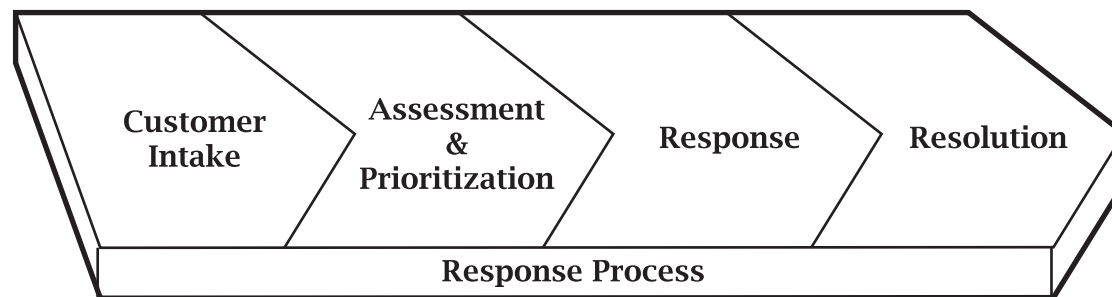 Customer
Intake
Assessment
&
Prioritization
Response
Resolution
Response Process